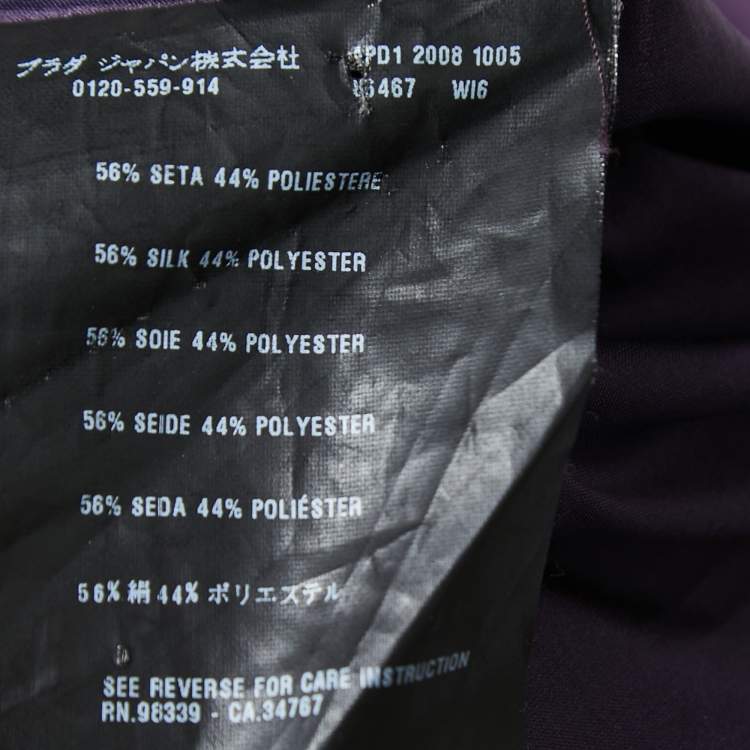 プラダ ジャパン株式会社 2008 1005
0120-559-914 WI6
56% SETA 44% POLIESTERE
56% SILK 44% POLYESTER
56% SOIE 44% POLYESTER
56% SEIDE 44% POLYESTER
56% SEDA 44% POLIÉSTER
56% 絹 44% ポリエステル
SEE REVERSE FOR CARE INSTRUCTION
RN.98339 - CA.34767